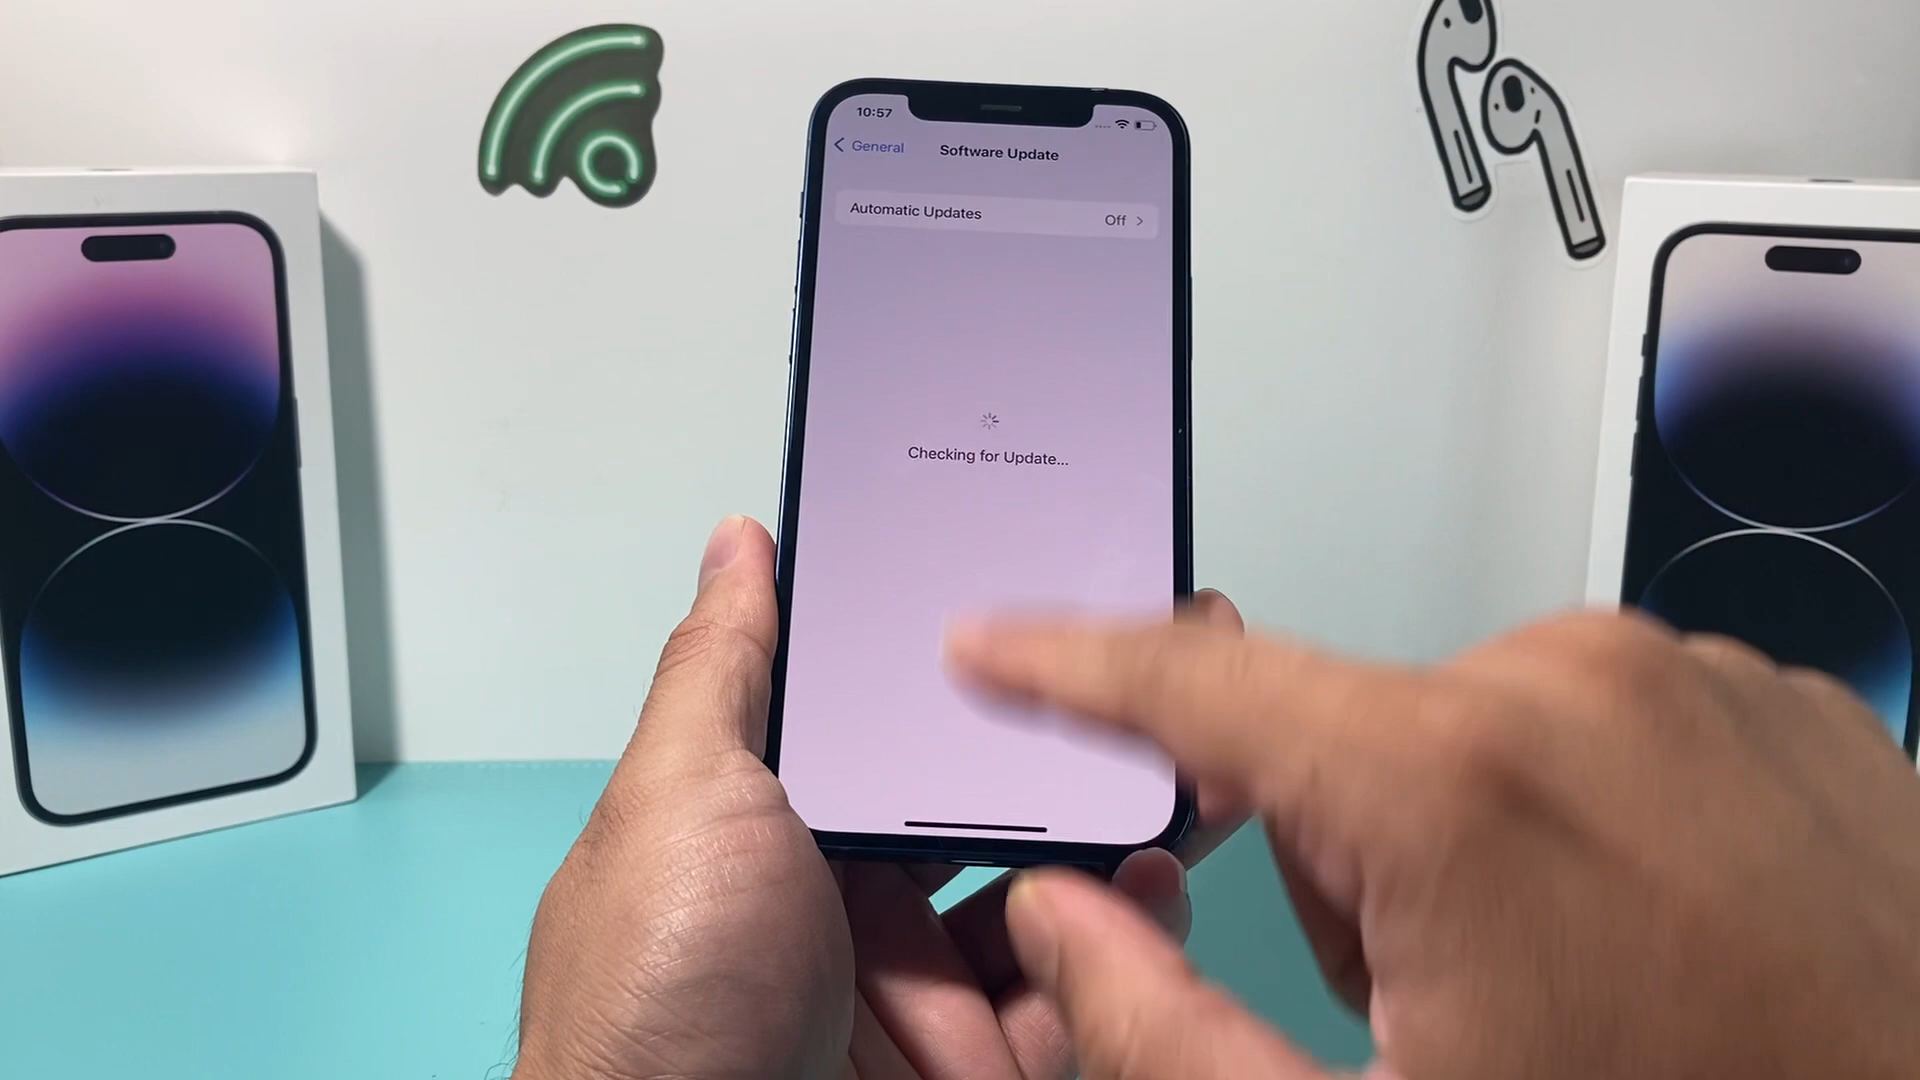 10:57
General
Software Update
Automatic Updates
Off
Checking for Update...